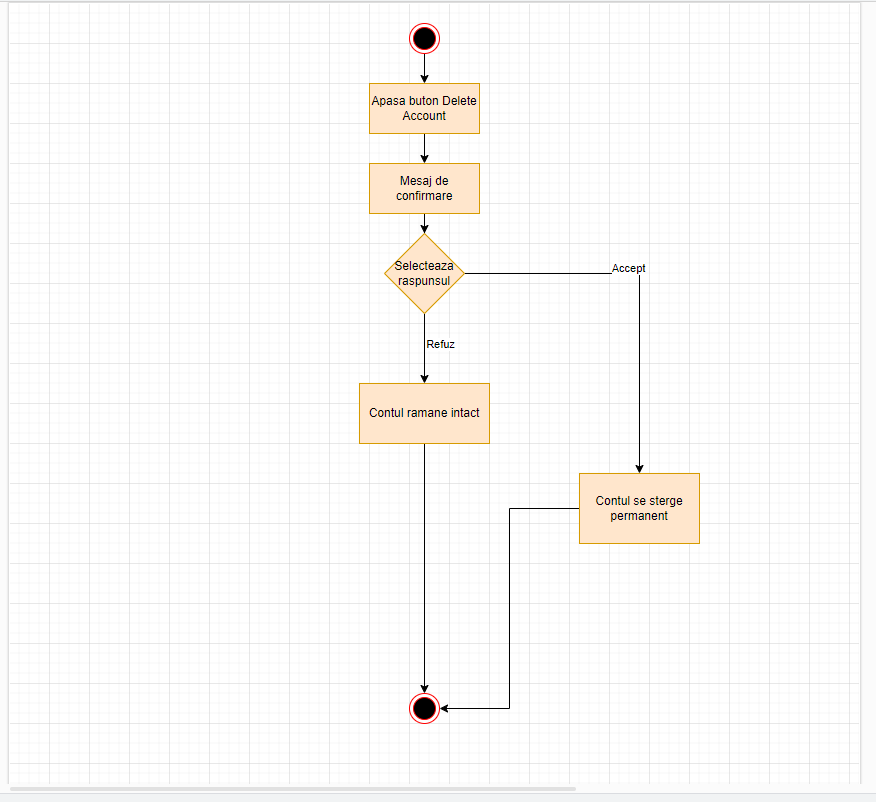 Apasa buton Delete
Account
Mesaj de
confirmare
Selecteaza
raspunsul
Accept
Refuz
Contul ramane intact
Contul se sterge
permanent